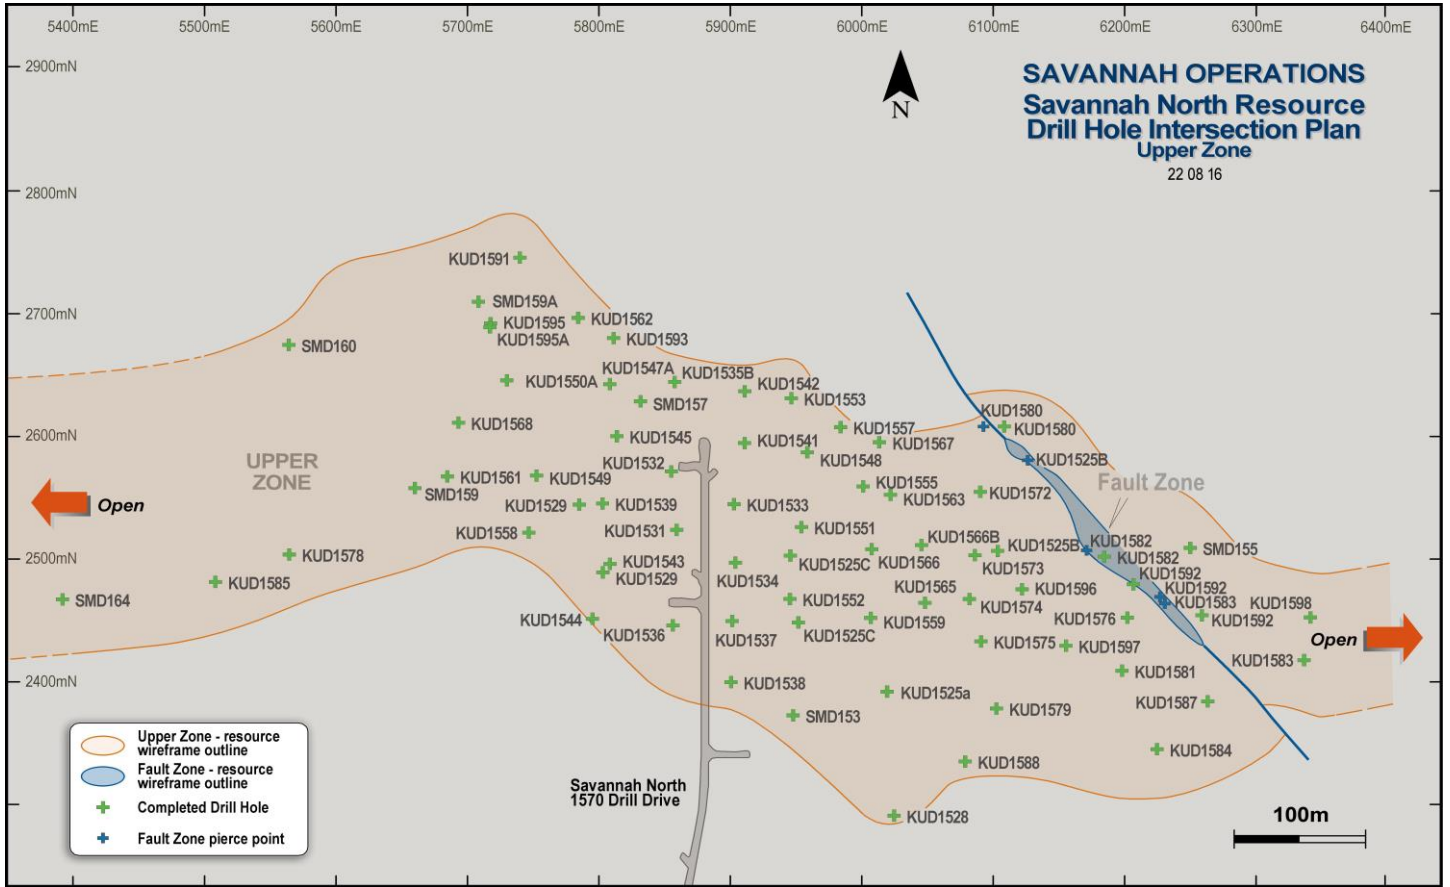 5400mE
5500mE
5600mE
5700mE
5800mE
5900mE
6000mE
6100mE
6200mE
6300mE
6400mE
2900mN
2800mN
2700mN
2600mN
2500mN
2400mN
N
SAVANNAH OPERATIONS
Savannah North Resource
Drill Hole Intersection Plan
Upper Zone
22 08 16
KUD1591
SMD159A
KUD1595
KUD1595A
KUD1562
KUD1593
SMD160
KUD1550A
KUD1547A
KUD1535B
KUD1542
KUD1553
SMD157
KUD1568
KUD1545
KUD1541
KUD1557
KUD1567
KUD1548
KUD1580
KUD1580
KUD1525B
UPPER
ZONE
KUD1532
KUD1561
KUD1549
SMD159
KUD1529
KUD1539
KUD1533
KUD1555
KUD1563
KUD1572
Fault Zone
Open
KUD1558
KUD1531
KUD1551
KUD1566B
KUD1525B
KUD1582
KUD1582
SMD155
KUD1578
KUD1543
KUD1529
KUD1534
KUD1525C
KUD1566
KUD1573
KUD1592
KUD1592
KUD1585
SMD164
KUD1565
KUD1552
KUD1574
KUD1596
KUD1583
KUD1592
KUD1598
KUD1544
KUD1536
KUD1537
KUD1525C
KUD1559
KUD1576
KUD1575
KUD1597
Open
KUD1583
KUD1538
KUD1525a
KUD1581
KUD1587
SMD153
KUD1579
KUD1584
KUD1588
KUD1528
Savannah North
1570 Drill Drive
100m
Upper Zone - resource
wireframe outline
Fault Zone - resource
wireframe outline
Completed Drill Hole
Fault Zone pierce point